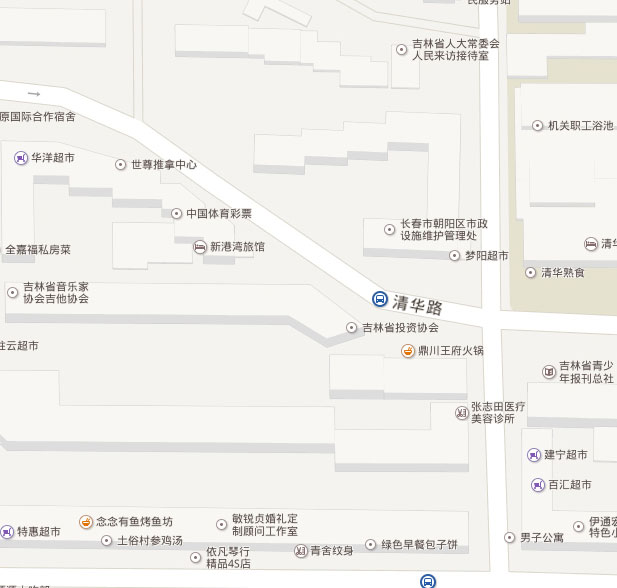 吉林省人大常委会
人民来访接待室
原国际合作宿舍
机关职工浴池
华洋超市
世尊推拿中心
中国体育彩票
长春市朝阳区市政
设施维护管理处
新港湾旅馆
全嘉福私房菜
梦阳超市
清华
清华熟食
吉林省音乐家
协会吉他协会
清华路
吉林省投资协会
鼎川王府火锅
云超市
吉林省青少
年报刊总社
张志田医疗
美容诊所
建宁超市
百汇超市
念念有鱼烤鱼坊
敏锐贞婚礼定
制顾问工作室
特惠超市
土俗村参鸡汤
依凡琴行
精品4S店
青舍纹身
绿色早餐包子饼
男子公寓
伊通
特色小